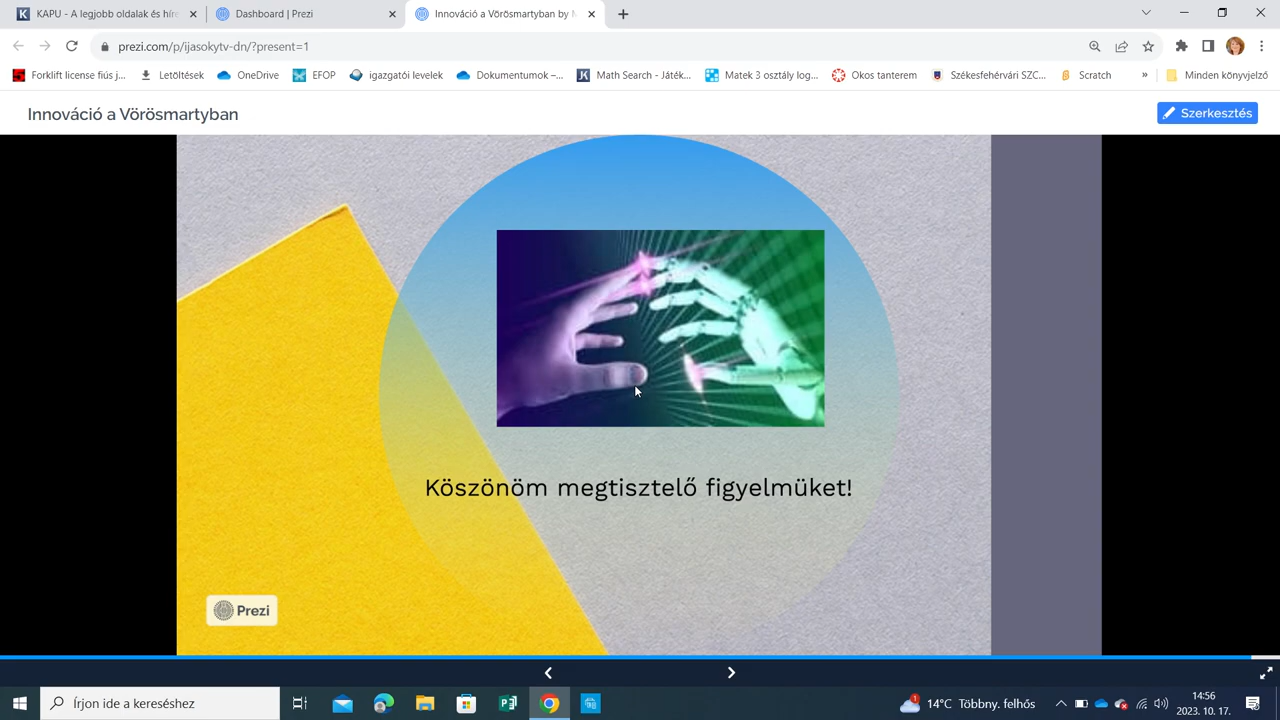 KAPU - A legjobb oldalak és híre
Dashboard | Prezi
Innováció a Vörösmartyban by M
prezi.com/p/ijasokytv-dn/?present=1
Forklift license fiús j...
Letöltések
OneDrive
EFOP
igazgatói levelek
Dokumentumok –...
Math Search - Játék...
Matek 3 osztály log...
Okos tanterem
Székesfehérvári SZC...
Scratch
»
Minden könyvjelző
Innováció a Vörösmartyban
Szerkesztés
Köszönöm megtisztelő figyelmüket!
Prezi
Írjon ide a kereséshez
1
14°C Többny. felhős
14:56
2023. 10. 17.